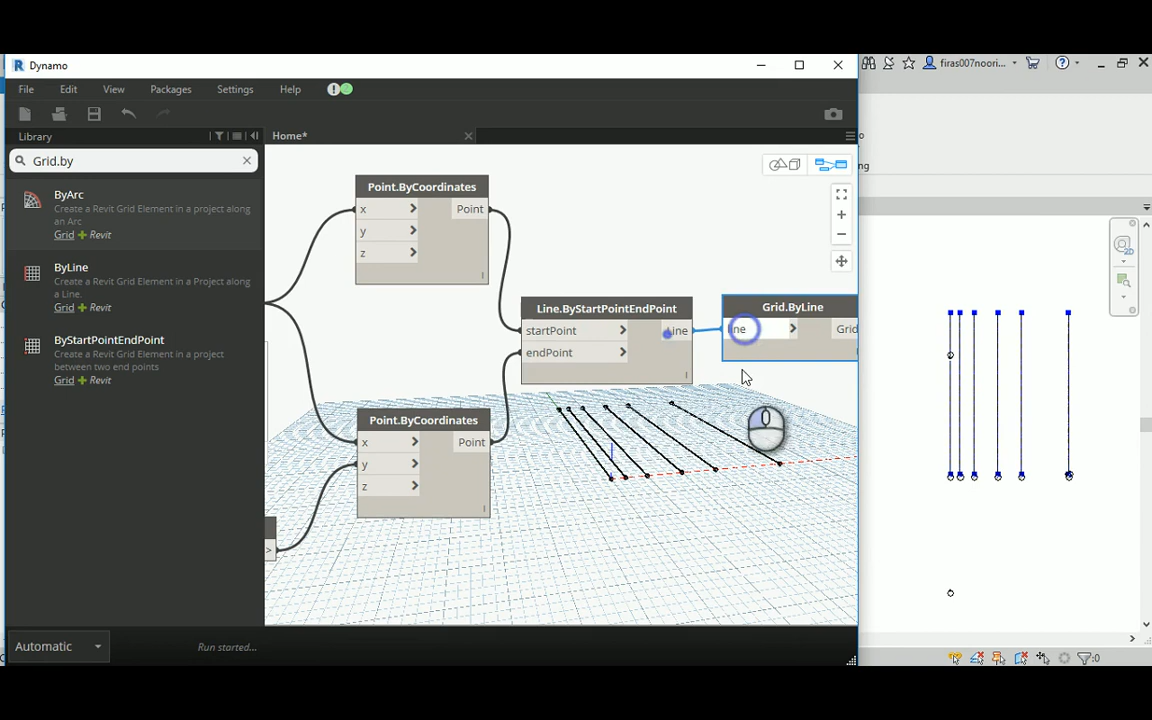 Dynamo
firas007noori...
File Edit View Packages Settings Help
Library
Home*
Grid.by
ByArc
Create a Revit Grid Element in a project along
an Arc
Grid + Revit
ByLine
Create a Revit Grid Element in a Project along
a Line.
Grid + Revit
ByStartPointEndPoint
Create a Revit Grid Element in a project
between two end points
Grid + Revit
Point.ByCoordinates
x > Point
y >
z >
Line.ByStartPointEndPoint
startPoint > Line
endPoint >
Grid.ByLine
line > Grid
Point.ByCoordinates
x > Point
y >
z >
>
Automatic
Run started...
:0